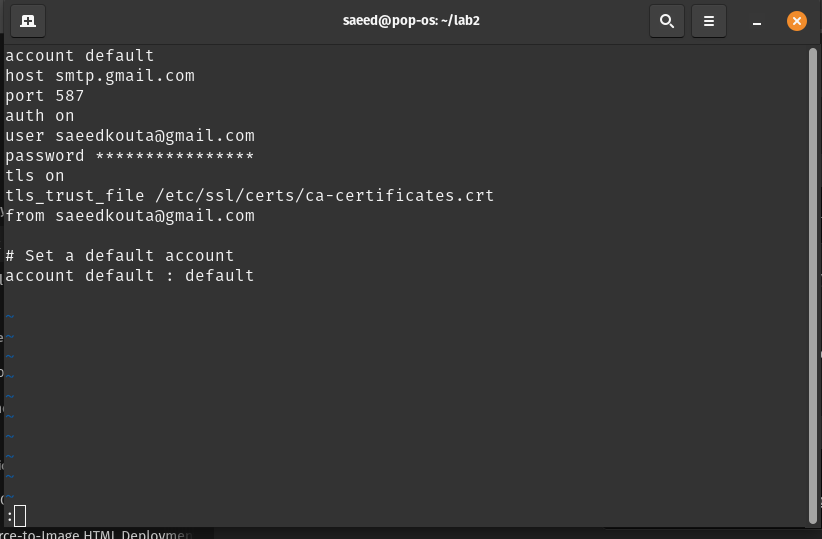 saeed@pop-os: ~/lab2
account default
host smtp.gmail.com
port 587
auth on
user saeedkouta@gmail.com
password ****************
tls on
tls_trust_file /etc/ssl/certs/ca-certificates.crt
from saeedkouta@gmail.com
# Set a default account
account default : default
~
~
~
~
~
~
~
~
~
~
:
rce-to-Image HTML Deploymen